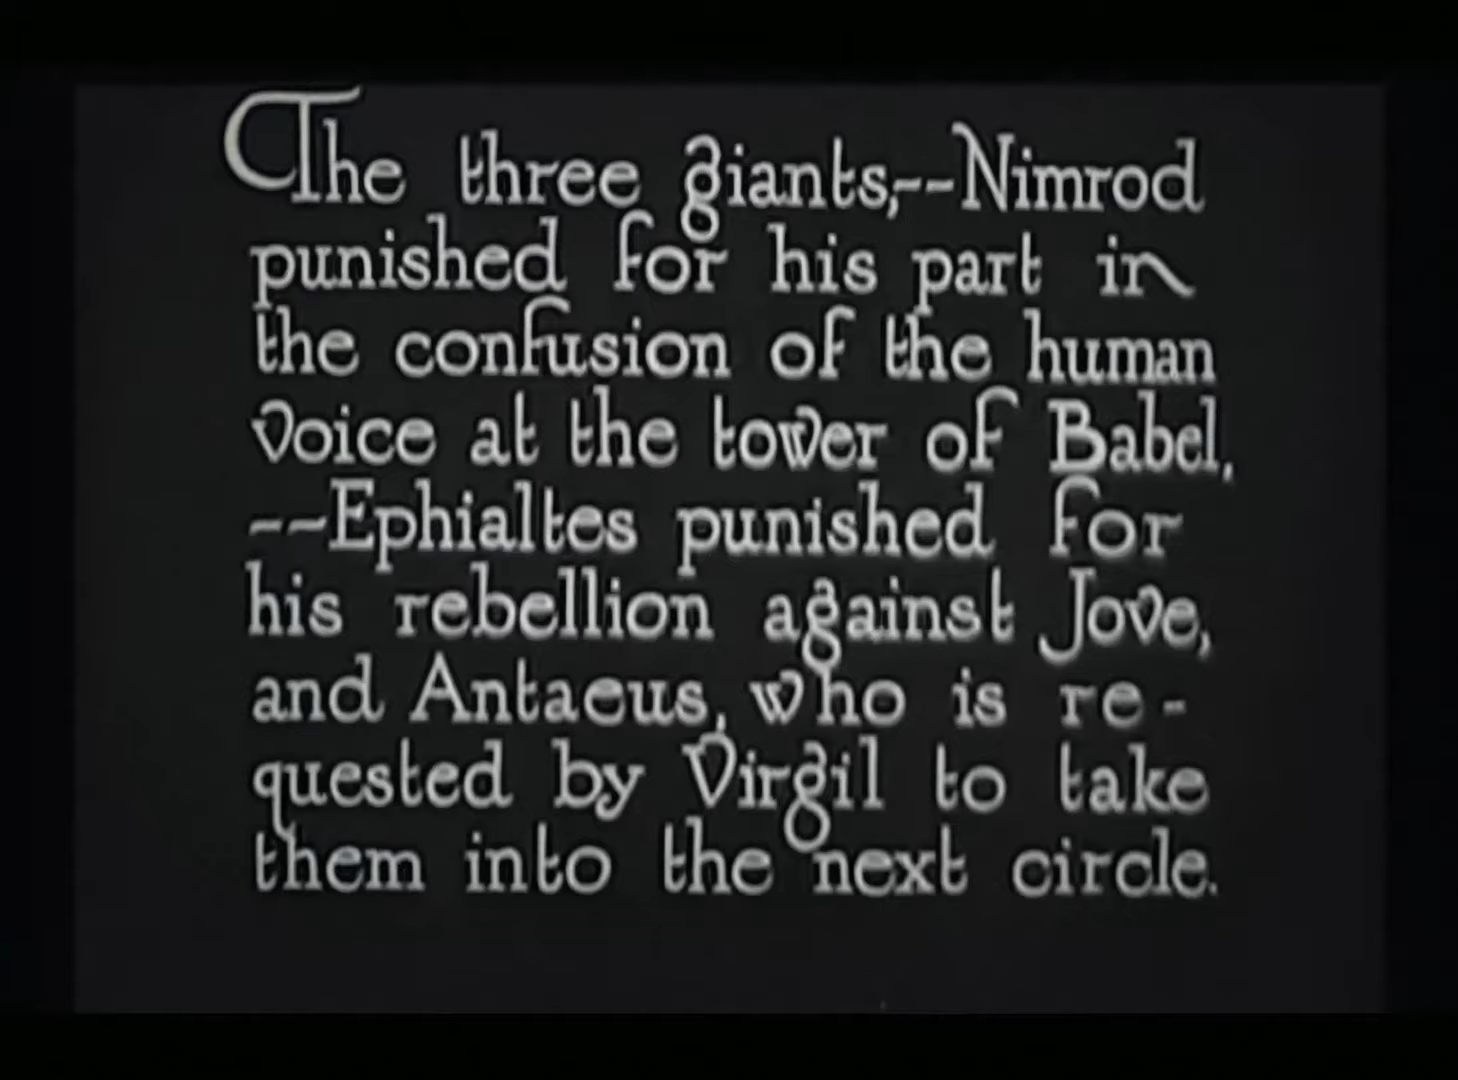 The three giants,--Nimrod
punished for his part in
the confusion of the human
voice at the tower of Babel,
--Ephialtes punished for
his rebellion against Jove,
and Antaeus, who is re-
quested by Virgil to take
them into the next circle.